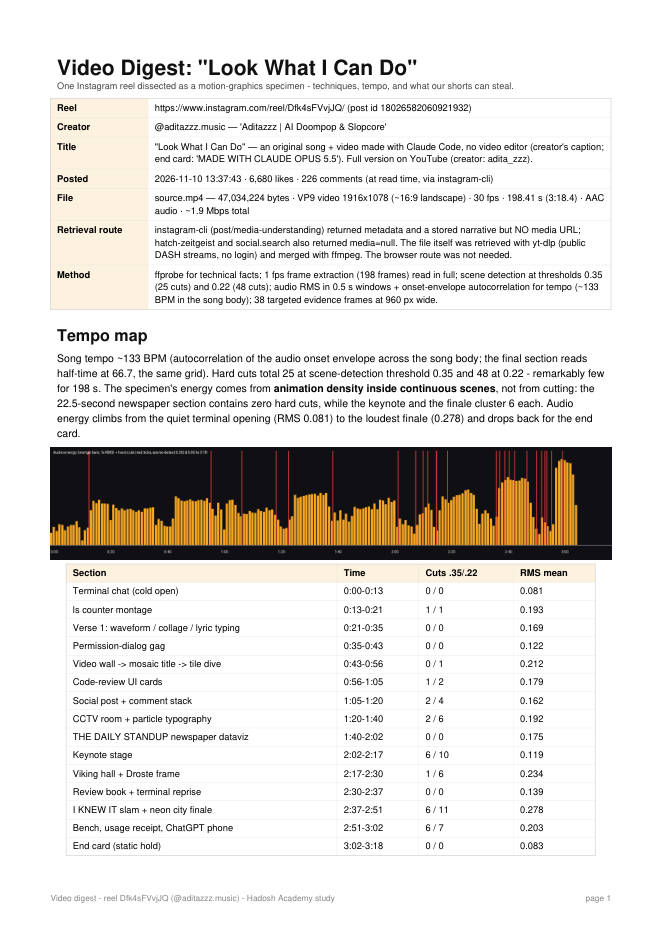 Video Digest: "Look What I Can Do"
One Instagram reel dissected as a motion-graphics specimen - techniques, tempo, and what our shorts can steal.
Reel https://www.instagram.com/reel/Dfk4sFVvjJQ/ (post id 18026582060921932)
Creator @aditazzz.music — 'Aditazzz | AI Doompop & Slopcore'
Title "Look What I Can Do" — an original song + video made with Claude Code, no video editor (creator's caption;
end card: 'MADE WITH CLAUDE OPUS 5.5'). Full version on YouTube (creator: adita_zzz).
Posted 2026-11-10 13:37:43 · 6,680 likes · 226 comments (at read time, via instagram-cli)
File source.mp4 — 47,034,224 bytes · VP9 video 1916x1078 (~16:9 landscape) · 30 fps · 198.41 s (3:18.4) · AAC
audio · ~1.9 Mbps total
Retrieval route instagram-cli (post/media-understanding) returned metadata and a stored narrative but NO media URL;
hatch-zeitgeist and social.search also returned media=null. The file itself was retrieved with yt-dlp (public
DASH streams, no login) and merged with ffmpeg. The browser route was not needed.
Method ffprobe for technical facts; 1 fps frame extraction (198 frames) read in full; scene detection at thresholds 0.35
(25 cuts) and 0.22 (48 cuts); audio RMS in 0.5 s windows + onset-envelope autocorrelation for tempo (~133
BPM in the song body); 38 targeted evidence frames at 960 px wide.
Tempo map
Song tempo ~133 BPM (autocorrelation of the audio onset envelope across the song body; the final section reads
half-time at 66.7, the same grid). Hard cuts total 25 at scene-detection threshold 0.35 and 48 at 0.22 - remarkably few
for 198 s. The specimen's energy comes from animation density inside continuous scenes, not from cutting: the
22.5-second newspaper section contains zero hard cuts, while the keynote and the finale cluster 6 each. Audio
energy climbs from the quiet terminal opening (RMS 0.081) to the loudest finale (0.278) and drops back for the end
card.
0:00 0:20 0:40 1:00 1:20 1:40 2:00 2:20 2:40 3:00
Section Time Cuts .35/.22 RMS mean
Terminal chat (cold open) 0:00-0:13 0 / 0 0.081
Is counter montage 0:13-0:21 1 / 1 0.193
Verse 1: waveform / collage / lyric typing 0:21-0:35 0 / 0 0.169
Permission-dialog gag 0:35-0:43 0 / 0 0.122
Video wall -> mosaic title -> tile dive 0:43-0:56 0 / 1 0.212
Code-review UI cards 0:56-1:05 1 / 2 0.179
Social post + comment stack 1:05-1:20 2 / 4 0.162
CCTV room + particle typography 1:20-1:40 2 / 6 0.192
THE DAILY STANDUP newspaper dataviz 1:40-2:02 0 / 0 0.175
Keynote stage 2:02-2:17 6 / 10 0.119
Viking hall + Droste frame 2:17-2:30 1 / 6 0.234
Review book + terminal reprise 2:30-2:37 0 / 0 0.139
I KNEW IT slam + neon city finale 2:37-2:51 6 / 11 0.278
Bench, usage receipt, ChatGPT phone 2:51-3:02 6 / 7 0.203
End card (static hold) 3:02-3:18 0 / 0 0.083
Video digest - reel Dfk4sFVvjJQ (@aditazzz.music) - Hadosh Academy study page 1